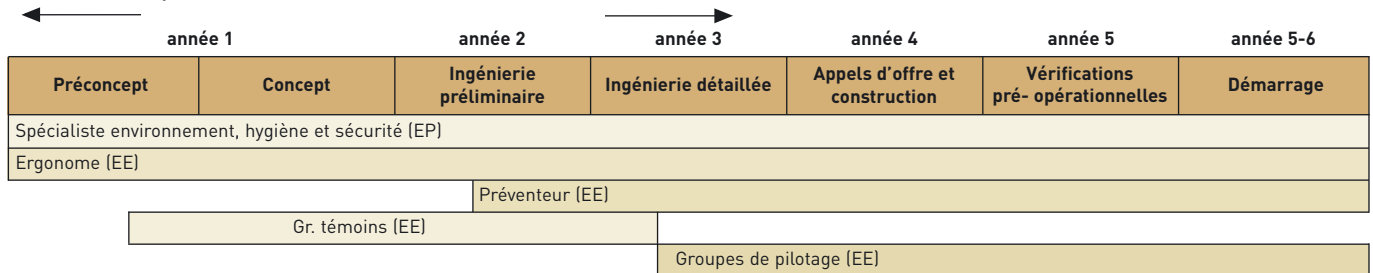 année 1 année 2 année 3 année 4 année 5 année 5-6
Préconcept Concept Ingénierie préliminaire Ingénierie détaillée Appels d'offre et construction Vérifications pré- opérationnelles Démarrage
Spécialiste environnement, hygiène et sécurité (EP)
Ergonome (EE)
Préventeur (EE)
Gr. témoins (EE)
Groupes de pilotage (EE)